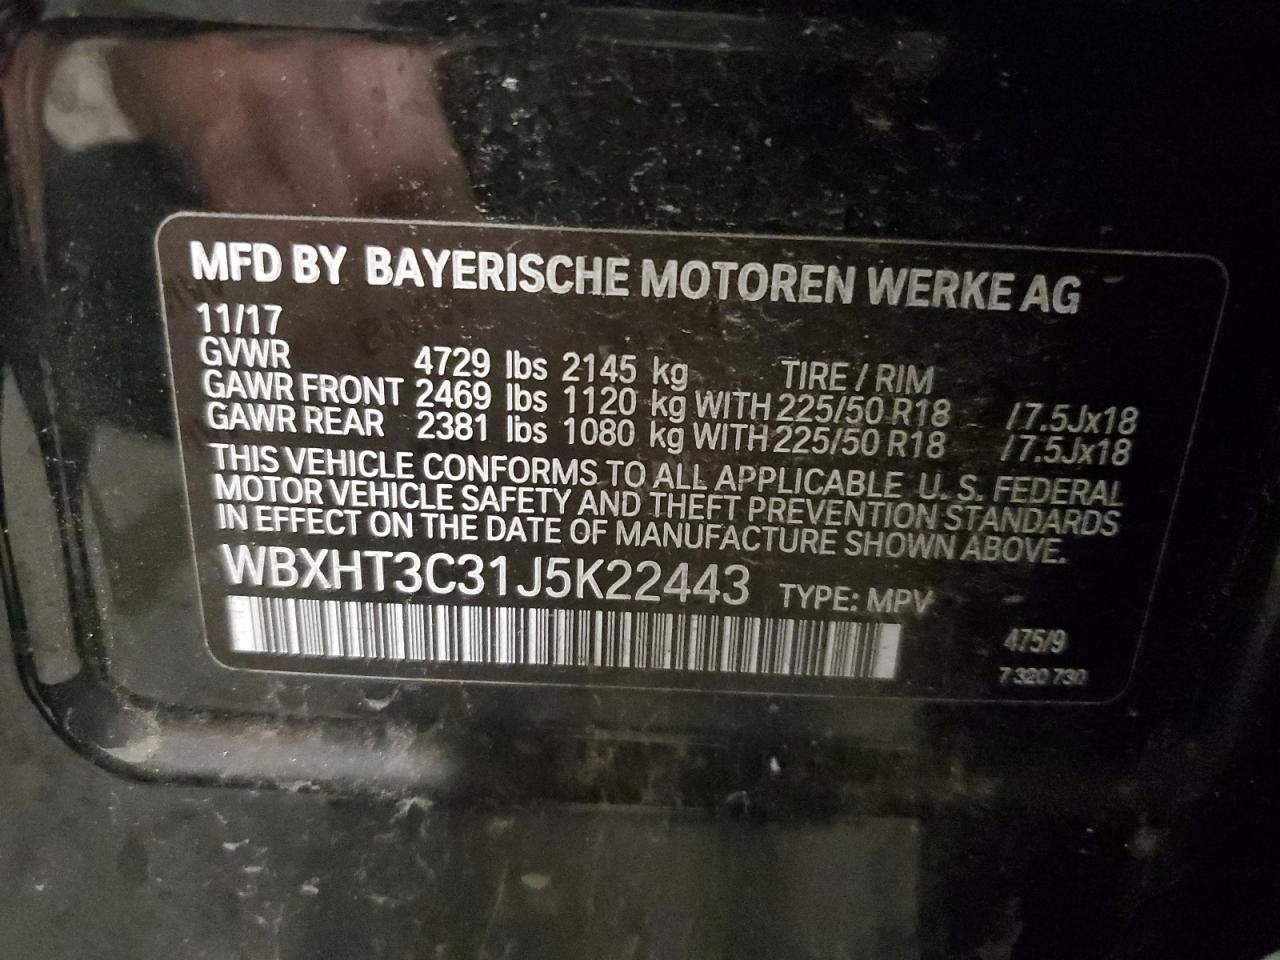 MFD BY BAYERISCHE MOTOREN WERKE AG
11/17
GVWR 4729 lbs 2145 kg TIRE / RIM
GAWR FRONT 2469 lbs 1120 kg WITH 225/50 R18 /7.5Jx18
GAWR REAR 2381 lbs 1080 kg WITH 225/50 R18 /7.5Jx18
THIS VEHICLE CONFORMS TO ALL APPLICABLE U.S. FEDERAL
MOTOR VEHICLE SAFETY AND THEFT PREVENTION STANDARDS
IN EFFECT ON THE DATE OF MANUFACTURE SHOWN ABOVE.
WBXHT3C31J5K22443 TYPE: MPV
475/9
7 320 730